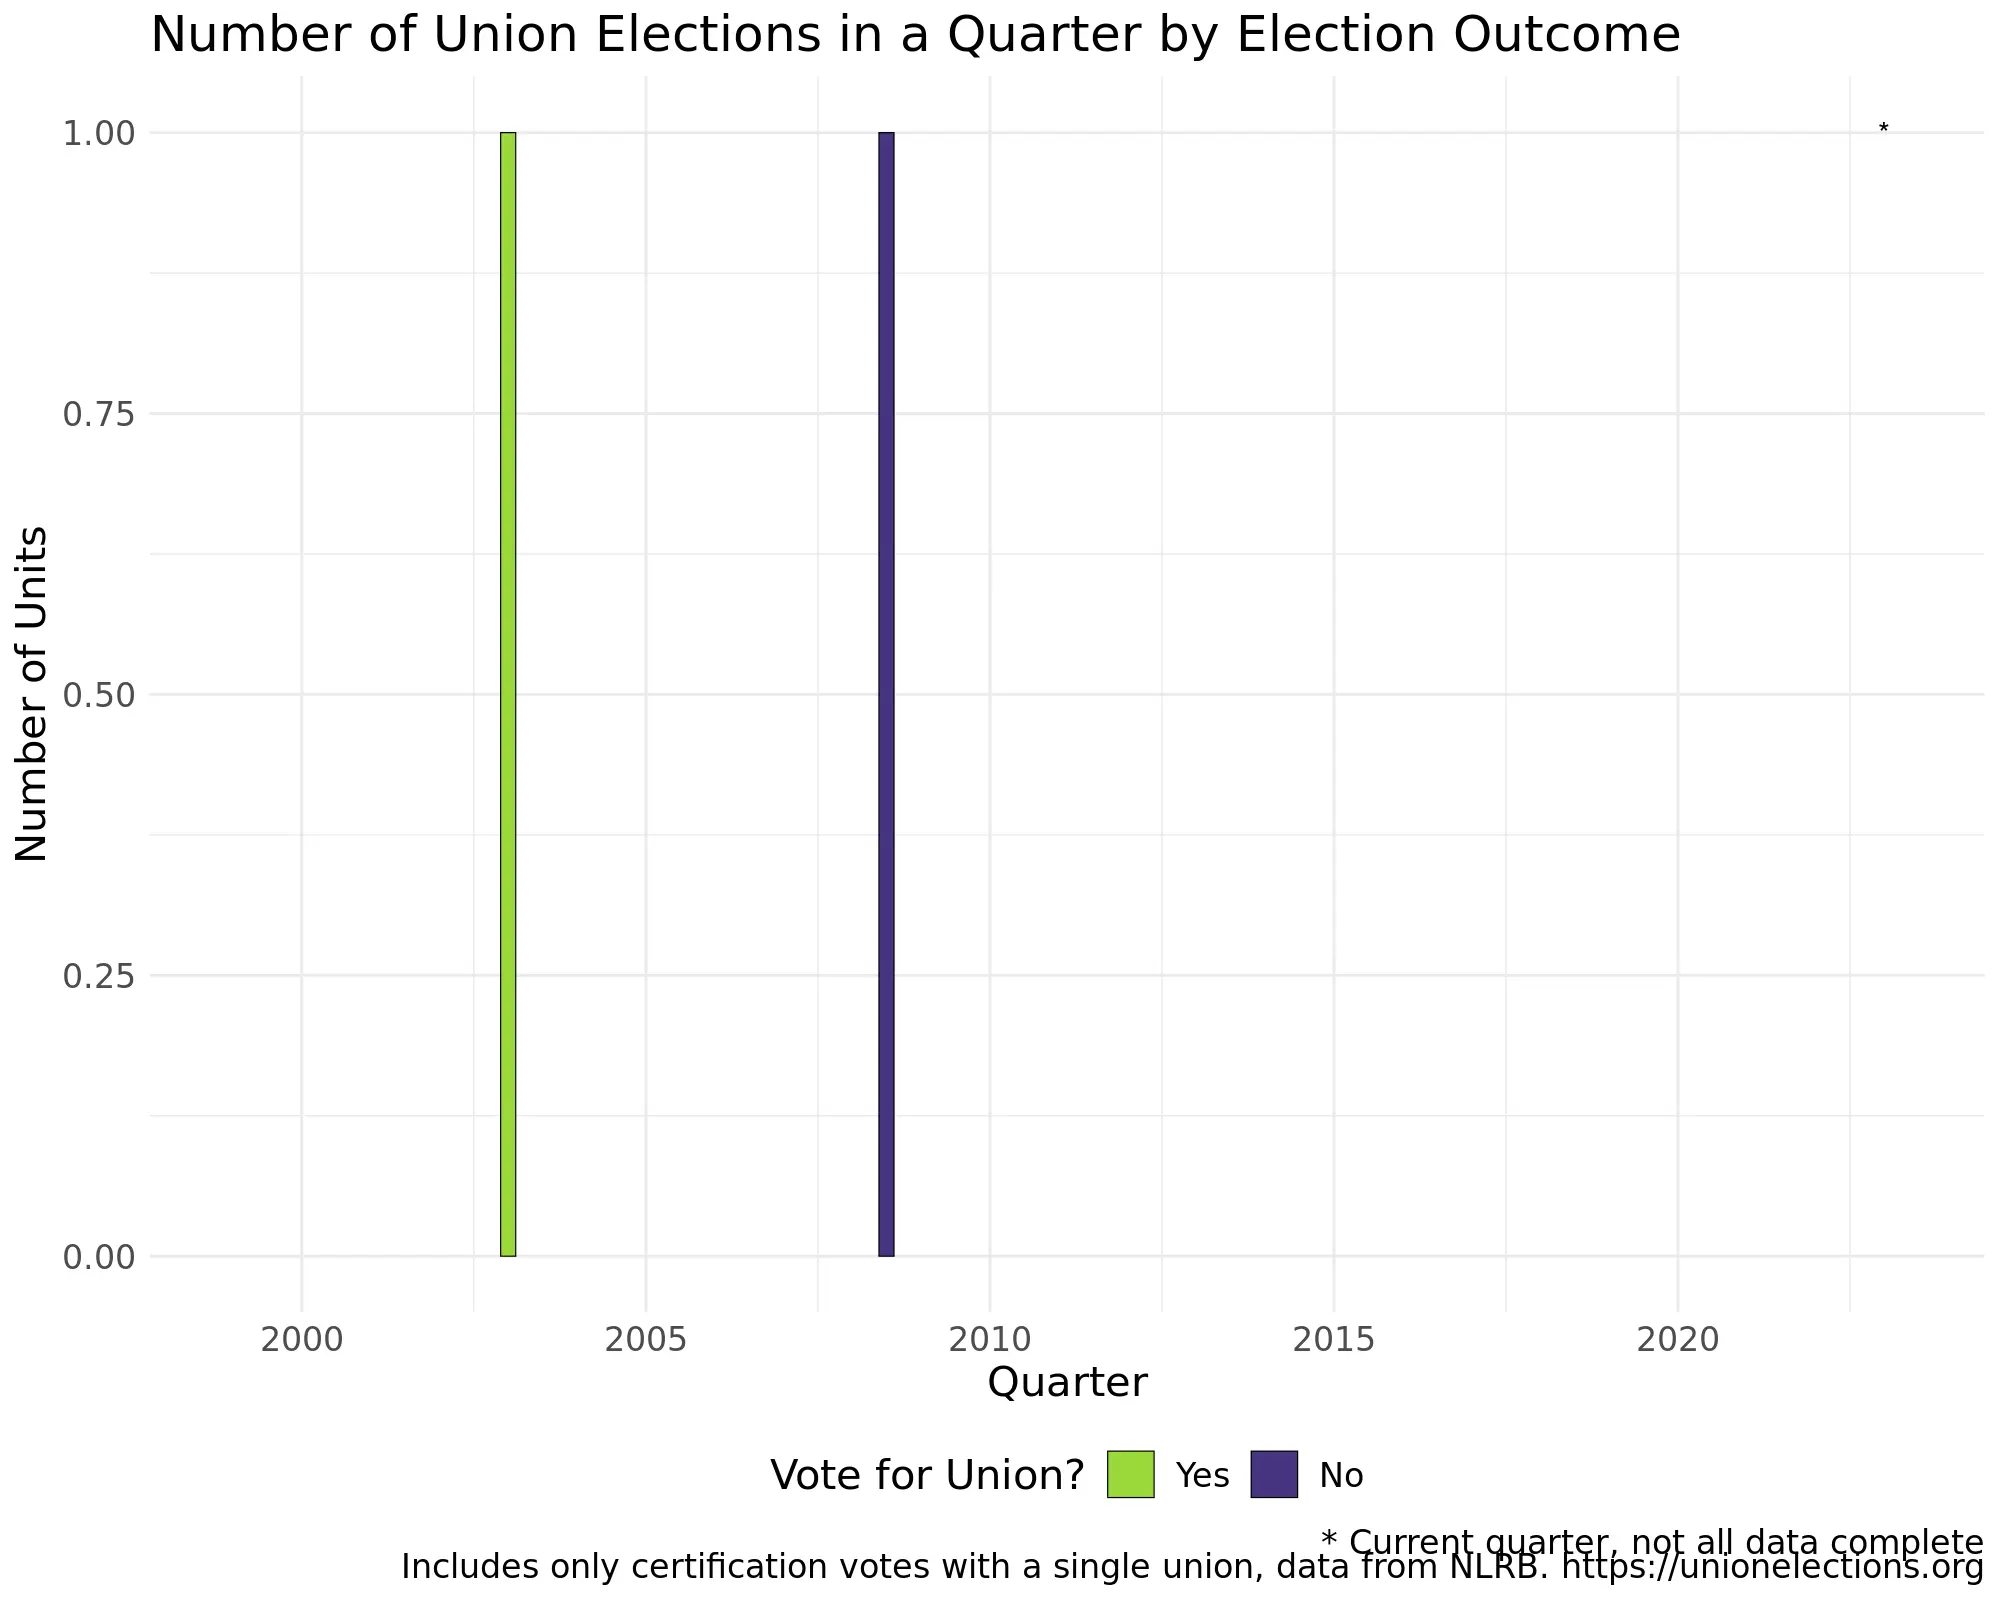 Number of Union Elections in a Quarter by Election Outcome
1.00
*
0.75
0.50
0.25
0.00
Number of Units
2000 2005 2010 2015 2020
Quarter
Vote for Union? Yes No
* Current quarter, not all data complete
Includes only certification votes with a single union, data from NLRB. https://unionelections.org